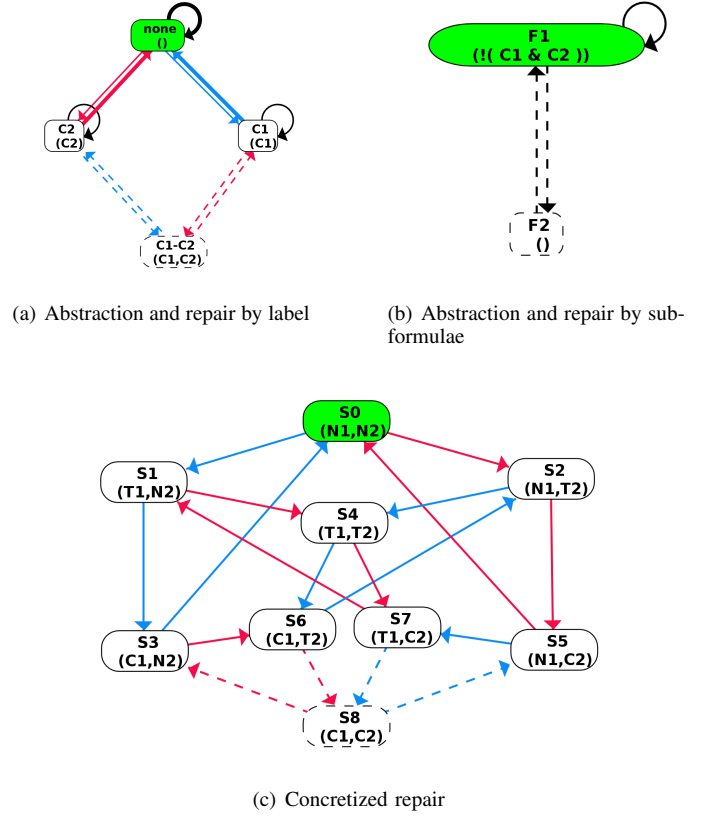 none
()
F1
(!( C1 & C2 ))
C2
(C2)
C1
(C1)
F2
()
C1-C2
(C1,C2)
(a) Abstraction and repair by label
(b) Abstraction and repair by sub-
formulae
S0
(N1,N2)
S1
(T1,N2)
S2
(N1,T2)
S4
(T1,T2)
S6
(C1,T2)
S7
(T1,C2)
S3
(C1,N2)
S5
(N1,C2)
S8
(C1,C2)
(c) Concretized repair